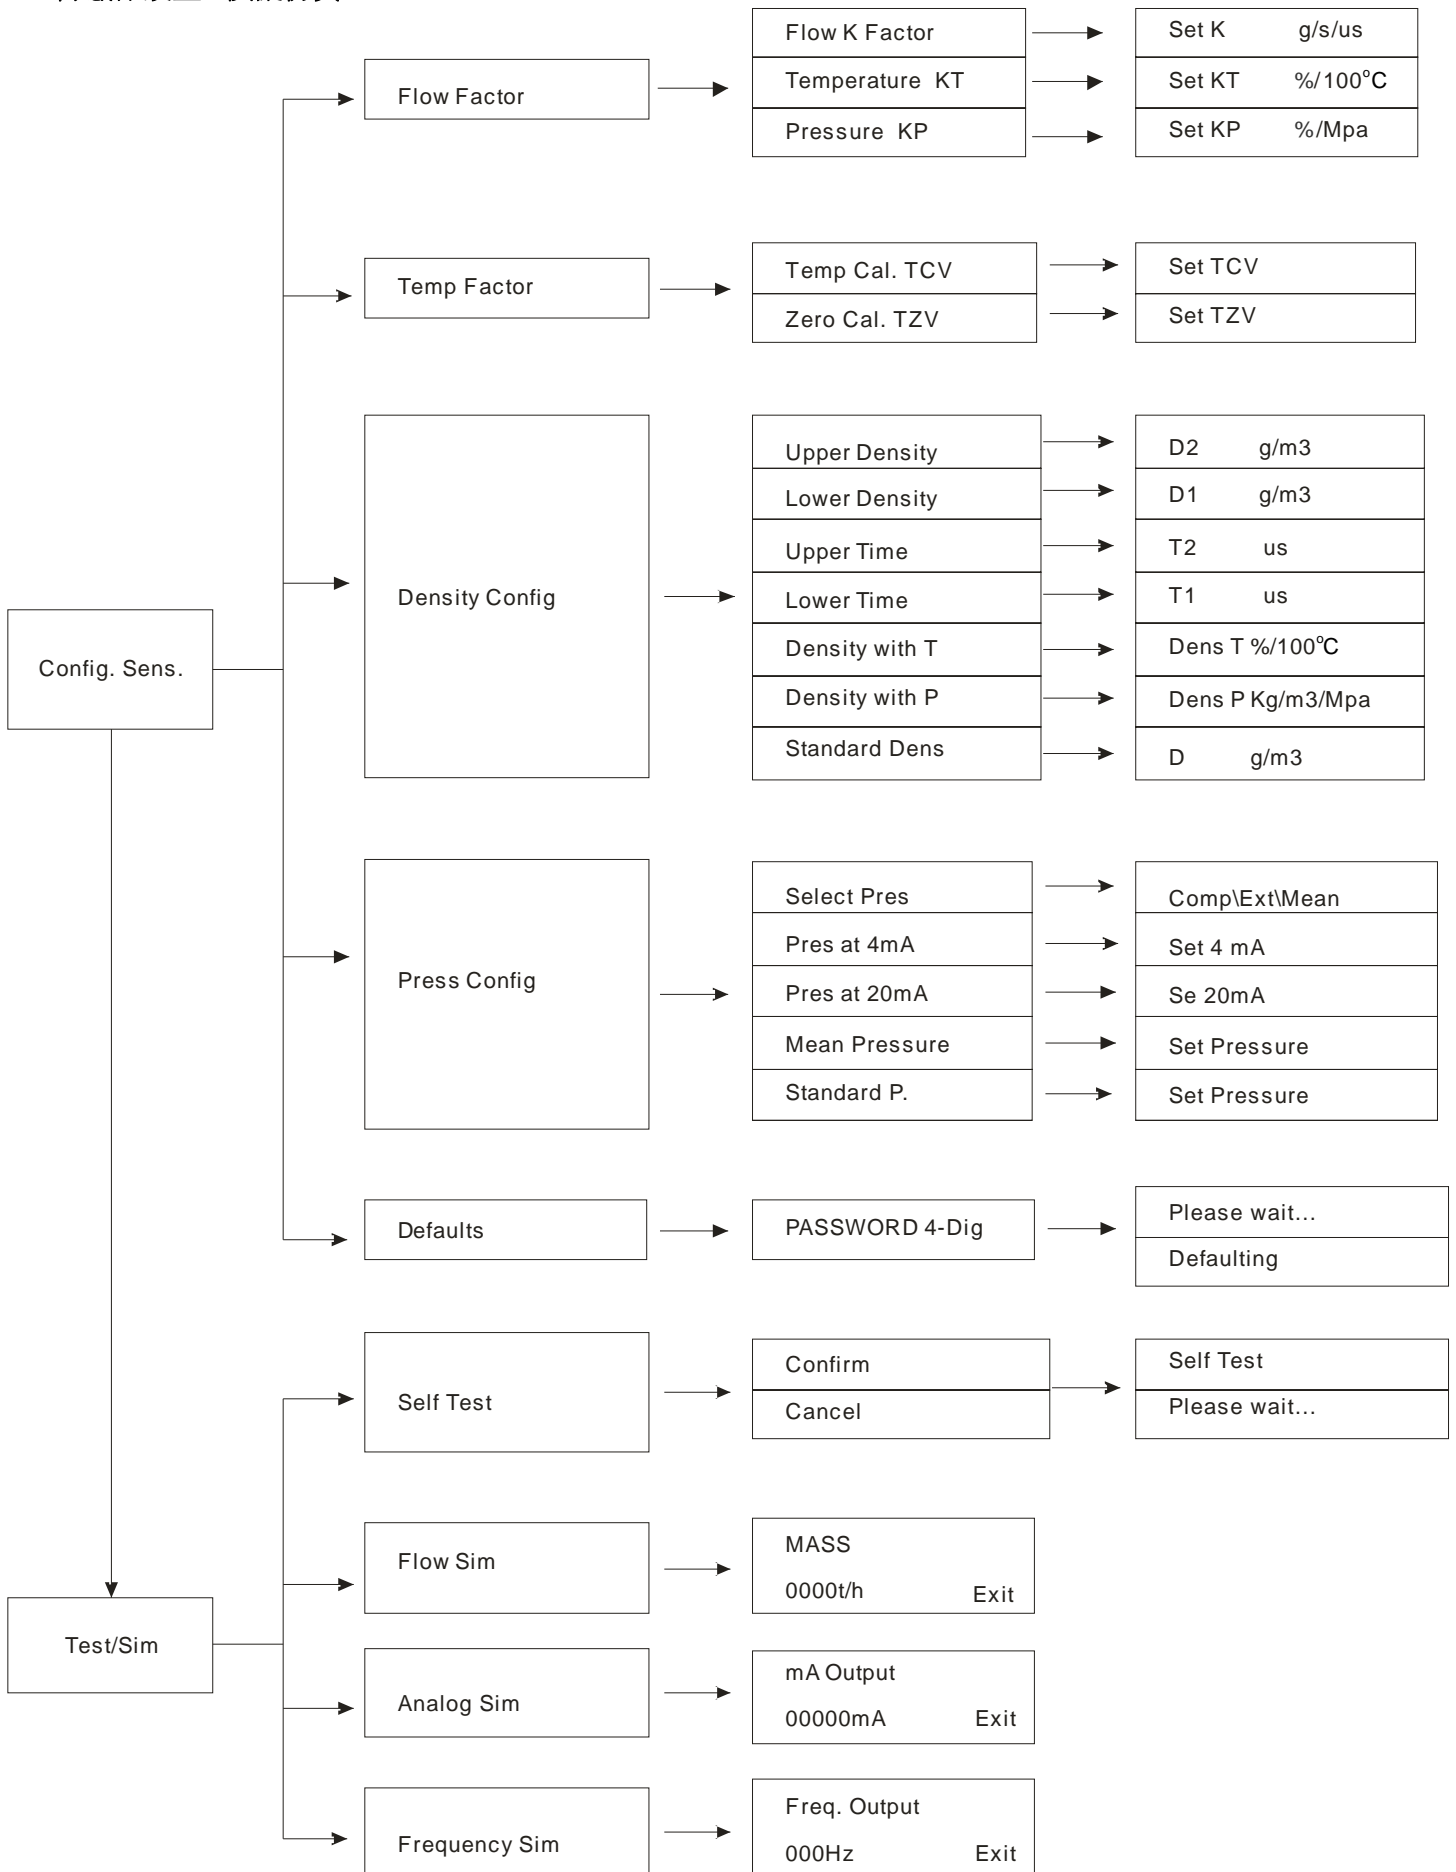 Flow K Factor
Set K g/s/us
Flow Factor
Temperature KT
Set KT %/100°C
Pressure KP
Set KP %/Mpa
Temp Factor
Temp Cal. TCV
Set TCV
Zero Cal. TZV
Set TZV
Density Config
Upper Density
D2 g/m3
Lower Density
D1 g/m3
Upper Time
T2 us
Lower Time
T1 us
Density with T
Dens T %/100°C
Density with P
Dens P Kg/m3/Mpa
Standard Dens
D g/m3
Config. Sens.
Press Config
Select Pres
Comp\Ext\Mean
Pres at 4mA
Set 4 mA
Pres at 20mA
Se 20mA
Mean Pressure
Set Pressure
Standard P.
Set Pressure
Defaults
PASSWORD 4-Dig
Please wait...
Defaulting
Self Test
Confirm
Cancel
Self Test
Please wait...
Flow Sim
MASS
0000t/h Exit
Test/Sim
Analog Sim
mA Output
00000mA Exit
Frequency Sim
Freq. Output
000Hz Exit